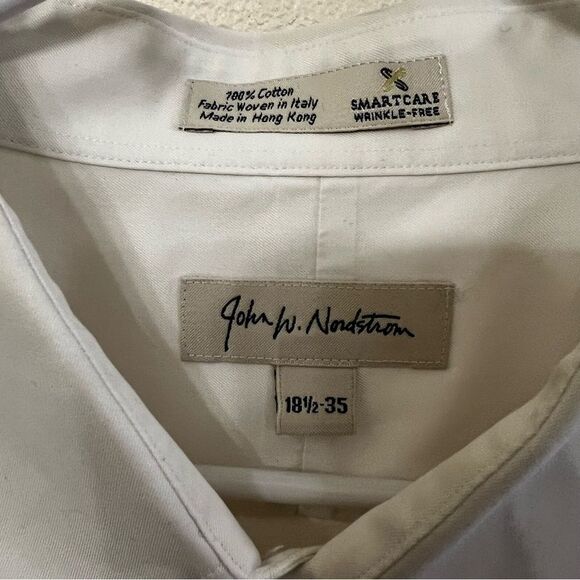 100% Cotton
Fabric Woven in Italy
Made in Hong Kong
SMARTCARE
WRINKLE-FREE
John W. Nordstrom
18½-35